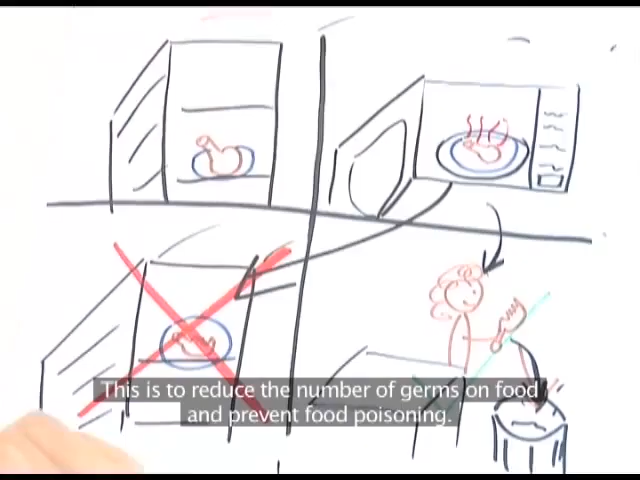 This is to reduce the number of germs on food
and prevent food poisoning.